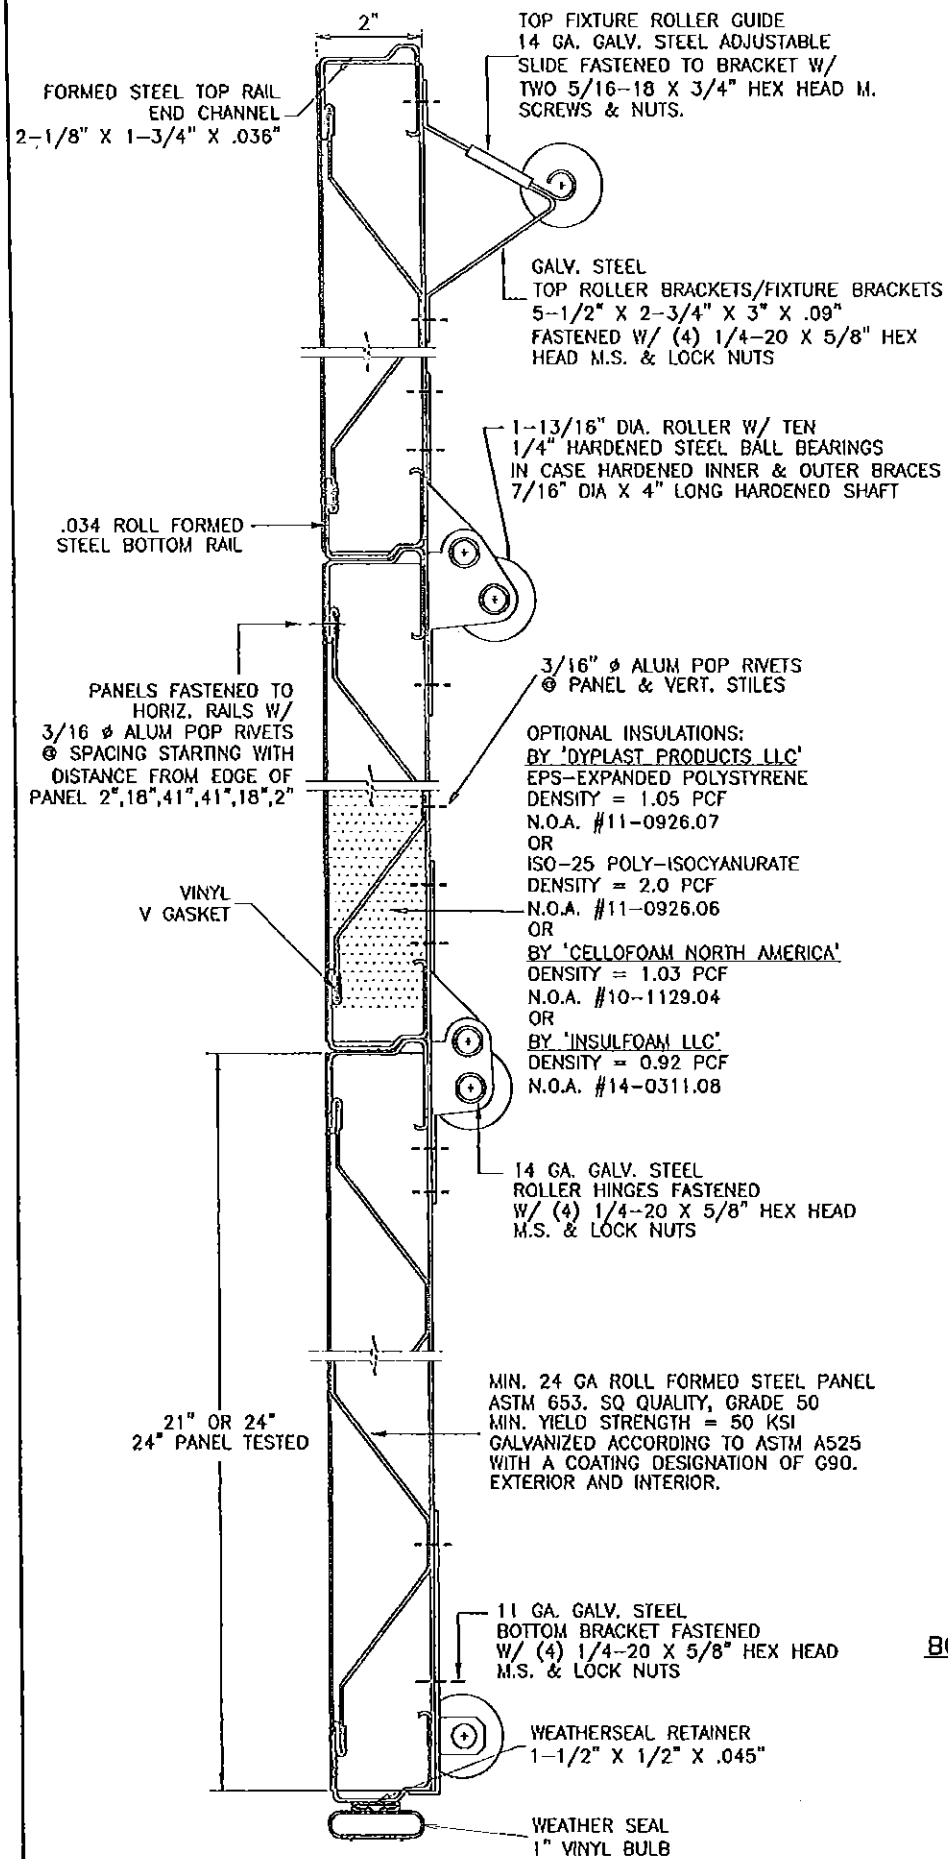 2"
TOP FIXTURE ROLLER GUIDE
14 GA. GALV. STEEL ADJUSTABLE
SLIDE FASTENED TO BRACKET W/
TWO 5/16-18 X 3/4" HEX HEAD M.
SCREWS & NUTS.
FORMED STEEL TOP RAIL
END CHANNEL
2-1/8" X 1-3/4" X .036"
GALV. STEEL
TOP ROLLER BRACKETS/FIXTURE BRACKETS
5-1/2" X 2-3/4" X 3" X .09"
FASTENED W/ (4) 1/4-20 X 5/8" HEX
HEAD M.S. & LOCK NUTS
1-13/16" DIA. ROLLER W/ TEN
1/4" HARDENED STEEL BALL BEARINGS
IN CASE HARDENED INNER & OUTER BRACES
7/16" DIA X 4" LONG HARDENED SHAFT
.034 ROLL FORMED
STEEL BOTTOM RAIL
3/16" ø ALUM POP RIVETS
@ PANEL & VERT. STILES
PANELS FASTENED TO
HORIZ. RAILS W/
3/16 ø ALUM POP RIVETS
@ SPACING STARTING WITH
DISTANCE FROM EDGE OF
PANEL 2",18",41",41",18",2"
OPTIONAL INSULATIONS:
BY 'DYPLAST PRODUCTS LLC'
EPS-EXPANDED POLYSTYRENE
DENSITY = 1.05 PCF
N.O.A. #11-0926.07
OR
ISO-25 POLY-ISOCYANURATE
DENSITY = 2.0 PCF
N.O.A. #11-0926.06
OR
BY 'CELLOFOAM NORTH AMERICA'
DENSITY = 1.03 PCF
N.O.A. #10-1129.04
OR
BY 'INSULFOAM LLC'
DENSITY = 0.92 PCF
N.O.A. #14-0311.08
VINYL
V GASKET
14 GA. GALV. STEEL
ROLLER HINGES FASTENED
W/ (4) 1/4-20 X 5/8" HEX HEAD
M.S. & LOCK NUTS
MIN. 24 GA ROLL FORMED STEEL PANEL
ASTM 653. SQ QUALITY, GRADE 50
MIN. YIELD STRENGTH = 50 KSI
GALVANIZED ACCORDING TO ASTM A525
WITH A COATING DESIGNATION OF G90.
EXTERIOR AND INTERIOR.
21" OR 24"
24" PANEL TESTED
11 GA. GALV. STEEL
BOTTOM BRACKET FASTENED
W/ (4) 1/4-20 X 5/8" HEX HEAD
M.S. & LOCK NUTS
WEATHERSEAL RETAINER
1-1/2" X 1/2" X .045"
WEATHER SEAL
1" VINYL BULB